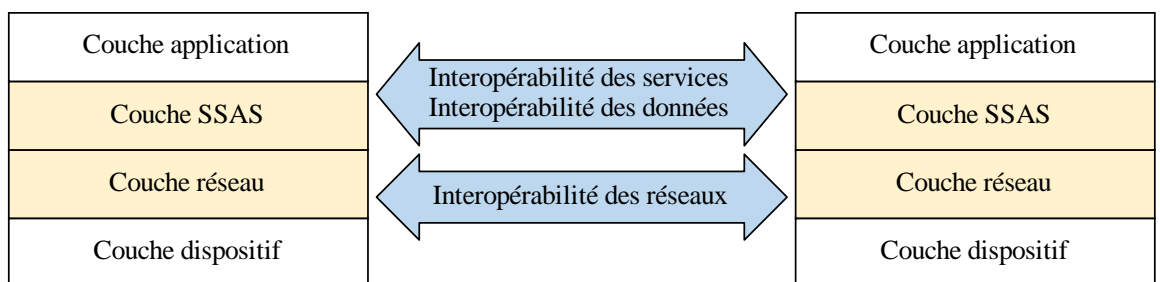 Couche application
Couche SSAS
Couche réseau
Couche dispositif
Interopérabilité des services
Interopérabilité des données
Interopérabilité des réseaux
Couche application
Couche SSAS
Couche réseau
Couche dispositif